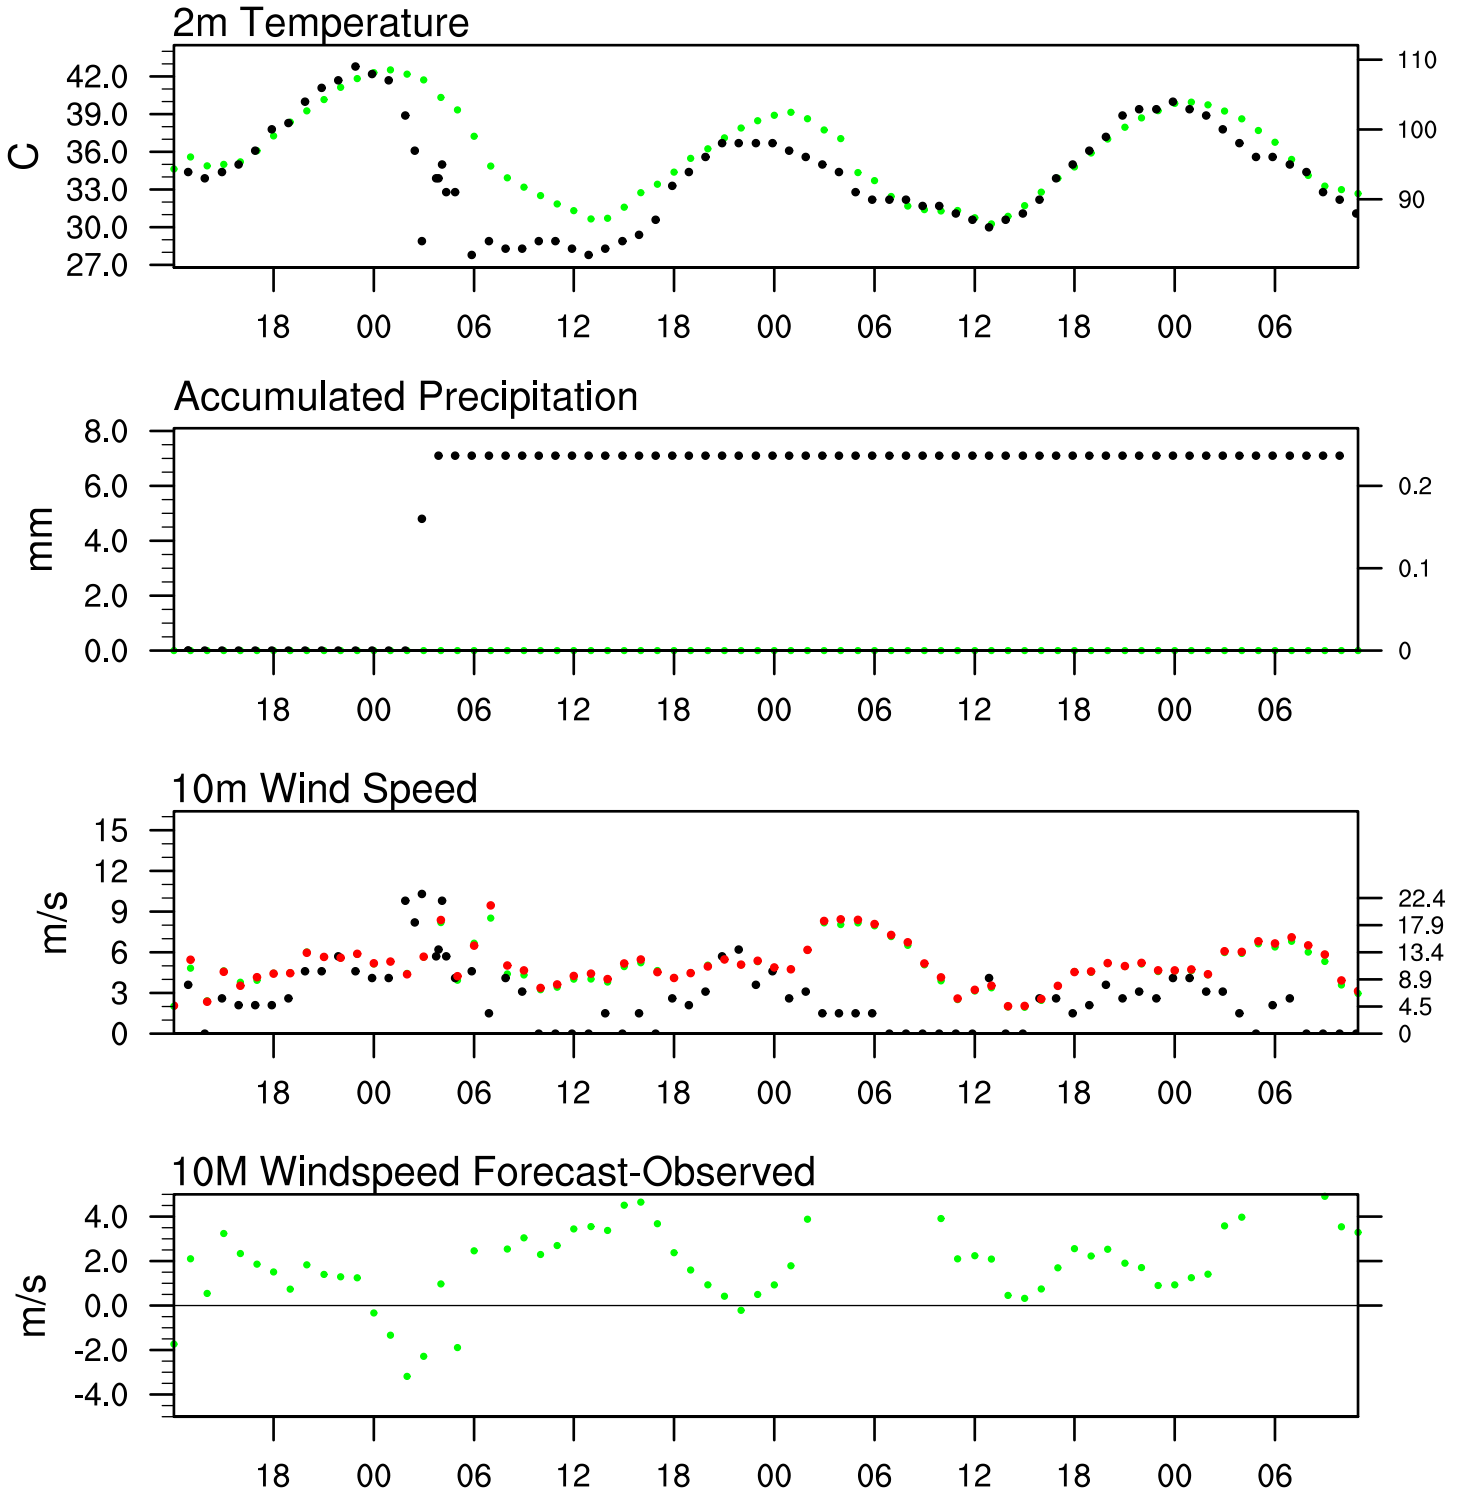 2m Temperature
42.0
39.0
36.0
33.0
30.0
27.0
C
110
100
90
18 00 06 12 18 00 06 12 18 00 06
Accumulated Precipitation
8.0
6.0
4.0
2.0
0.0
mm
0.2
0.1
0
18 00 06 12 18 00 06 12 18 00 06
10m Wind Speed
15
12
9
6
3
0
m/s
22.4
17.9
13.4
8.9
4.5
0
18 00 06 12 18 00 06 12 18 00 06
10M Windspeed Forecast-Observed
4.0
2.0
0.0
-2.0
-4.0
m/s
18 00 06 12 18 00 06 12 18 00 06